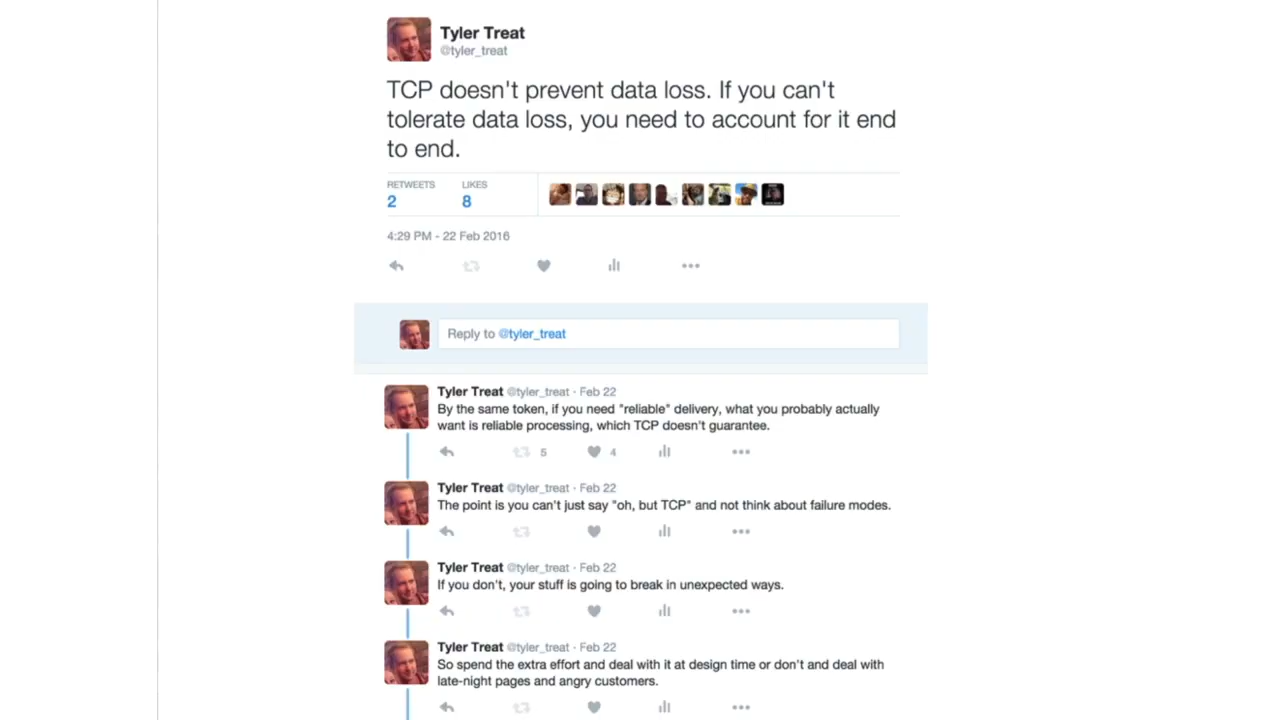 Tyler Treat
@tyler_treat
TCP doesn't prevent data loss. If you can't
tolerate data loss, you need to account for it end
to end.
RETWEETS LIKES
2 8
4:29 PM - 22 Feb 2016
Reply to @tyler_treat
Tyler Treat @tyler_treat · Feb 22
By the same token, if you need "reliable" delivery, what you probably actually
want is reliable processing, which TCP doesn't guarantee.
5 4
Tyler Treat @tyler_treat · Feb 22
The point is you can't just say "oh, but TCP" and not think about failure modes.
Tyler Treat @tyler_treat · Feb 22
If you don't, your stuff is going to break in unexpected ways.
Tyler Treat @tyler_treat · Feb 22
So spend the extra effort and deal with it at design time or don't and deal with
late-night pages and angry customers.